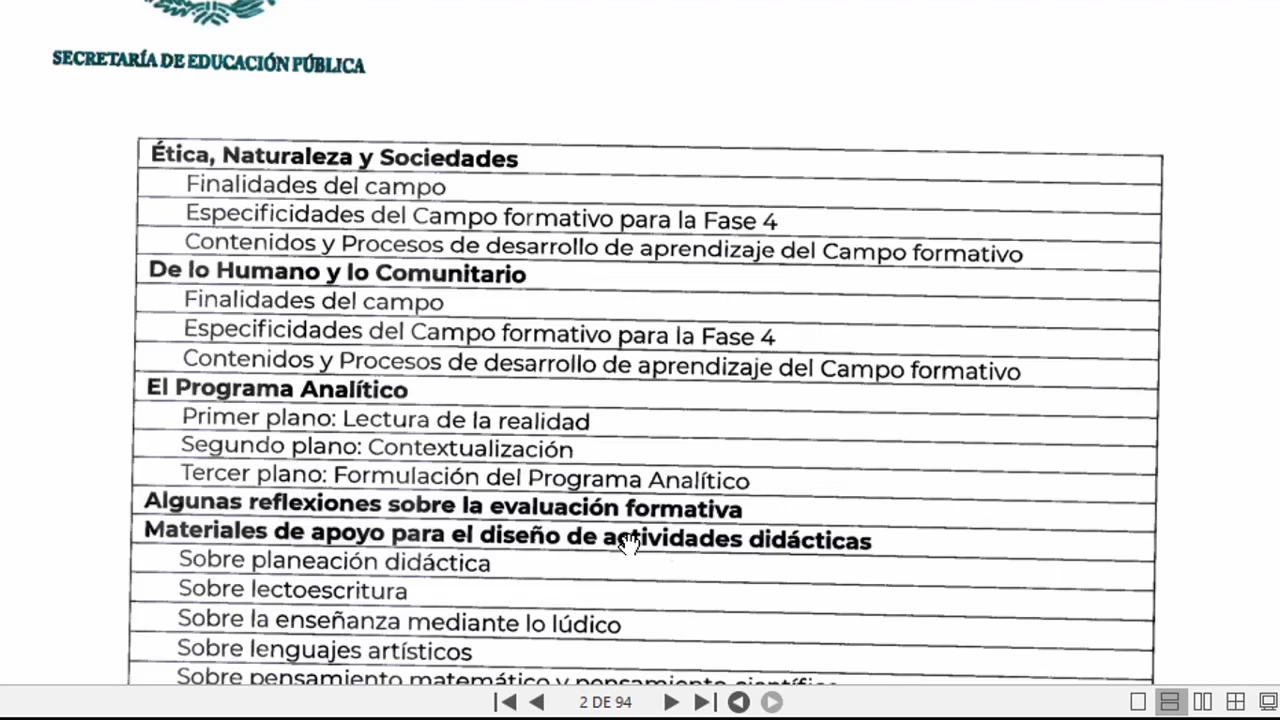 SECRETARÍA DE EDUCACIÓN PÚBLICA
Ética, Naturaleza y Sociedades
Finalidades del campo
Especificidades del Campo formativo para la Fase 4
Contenidos y Procesos de desarrollo de aprendizaje del Campo formativo
De lo Humano y lo Comunitario
Finalidades del campo
Especificidades del Campo formativo para la Fase 4
Contenidos y Procesos de desarrollo de aprendizaje del Campo formativo
El Programa Analítico
Primer plano: Lectura de la realidad
Segundo plano: Contextualización
Tercer plano: Formulación del Programa Analítico
Algunas reflexiones sobre la evaluación formativa
Materiales de apoyo para el diseño de actividades didácticas
Sobre planeación didáctica
Sobre lectoescritura
Sobre la enseñanza mediante lo lúdico
Sobre lenguajes artísticos
Sobre pensamiento matemático y pensamiento científico
2 DE 94